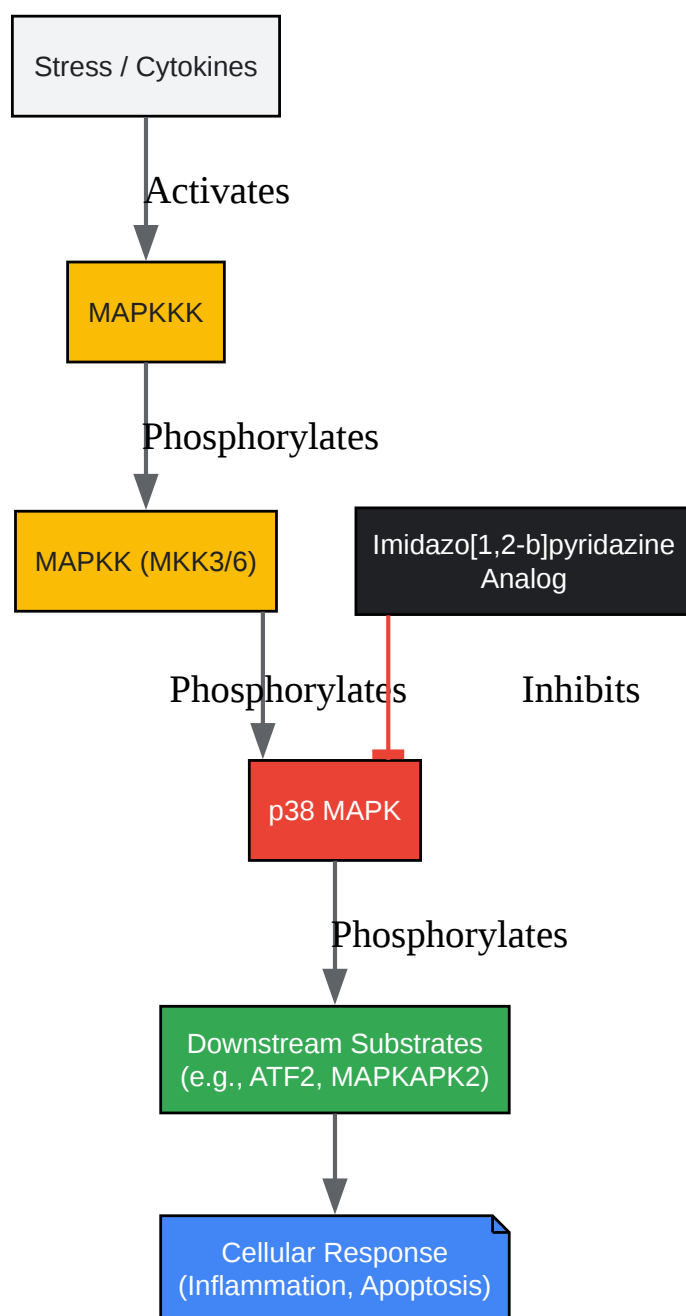 Stress / Cytokines
Activates
MAPKKK
Phosphorylates
MAPKK (MKK3/6)
Imidazo[1,2-b]pyridazine
Analog
Phosphorylates
Inhibits
p38 MAPK
Phosphorylates
Downstream Substrates
(e.g., ATF2, MAPKAPK2)
Cellular Response
(Inflammation, Apoptosis)